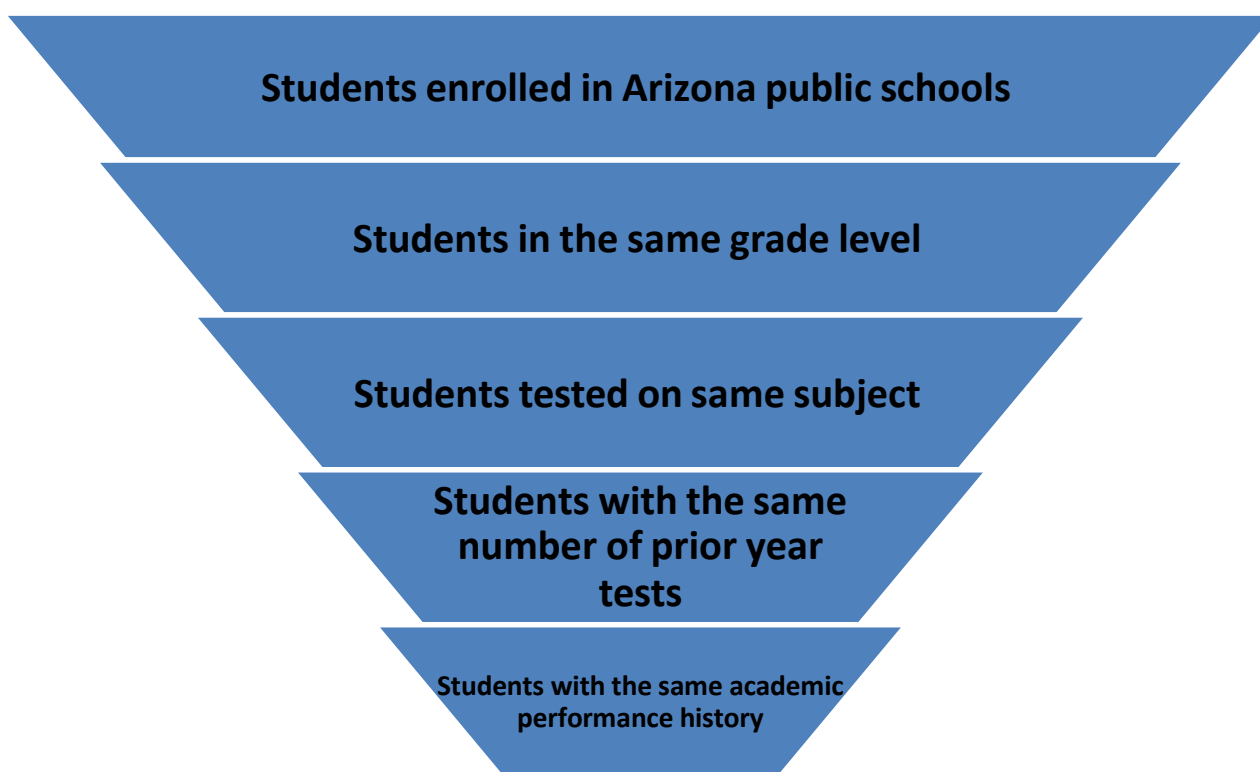 Students enrolled in Arizona public schools
Students in the same grade level
Students tested on same subject
Students with the same
number of prior year
tests
Students with the same academic
performance history